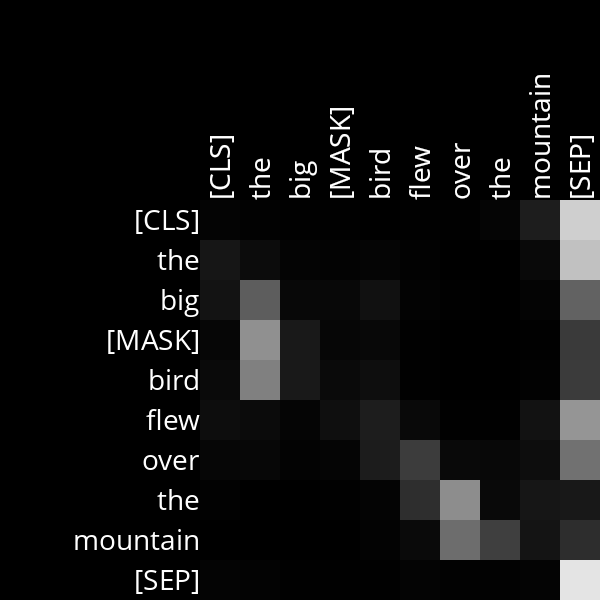 [CLS] the big [MASK] bird flew over the mountain [SEP]
[CLS]
the
big
[MASK]
bird
flew
over
the
mountain
[SEP]